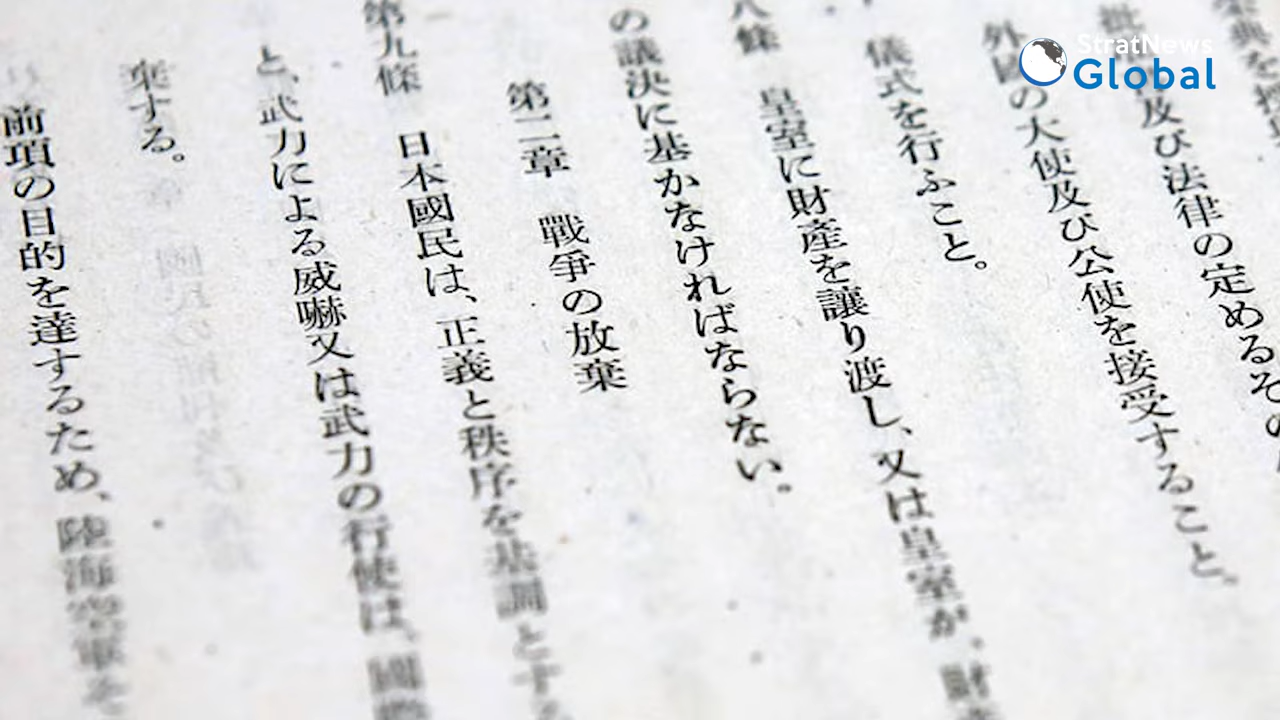 StratNews
Global
典を授
及び法律の定めるその
外國の大使及び公使を接受すること。
儀式を行ふこと。
八條　皇室に財産を讓り渡し、又は皇室が、財
の議決に基かなければならない。
第二章　戰爭の放棄
第九條　日本國民は、正義と秩序を基調とする
と、武力による威嚇又は武力の行使は、國際
棄する。
前項の目的を達するため、陸海空軍を